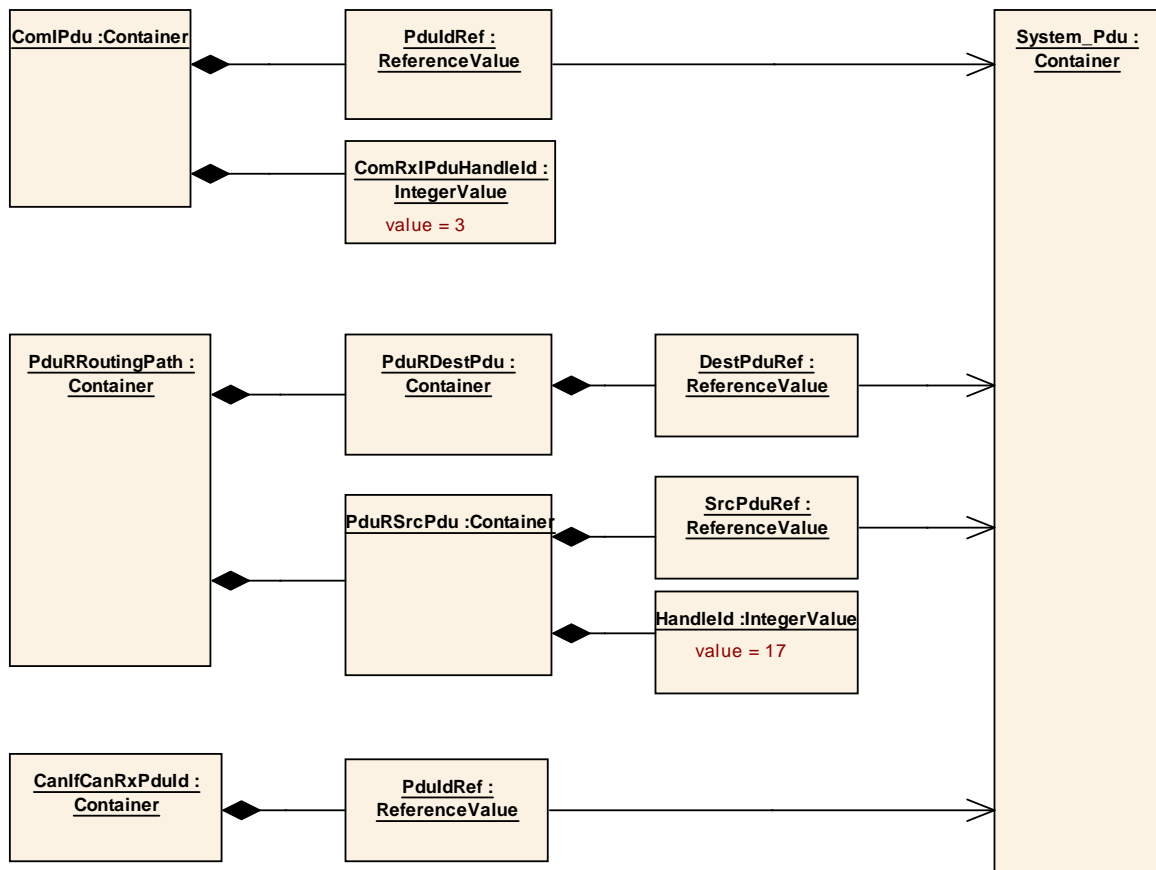 ComIPdu :Container
PduIdRef :
ReferenceValue
System_Pdu :
Container
ComRxIPduHandleId :
IntegerValue
value = 3
PduRRoutingPath :
Container
PduRDestPdu :
Container
DestPduRef :
ReferenceValue
PduRSrcPdu :Container
SrcPduRef :
ReferenceValue
HandleId :IntegerValue
value = 17
CanIfCanRxPduId :
Container
PduIdRef :
ReferenceValue